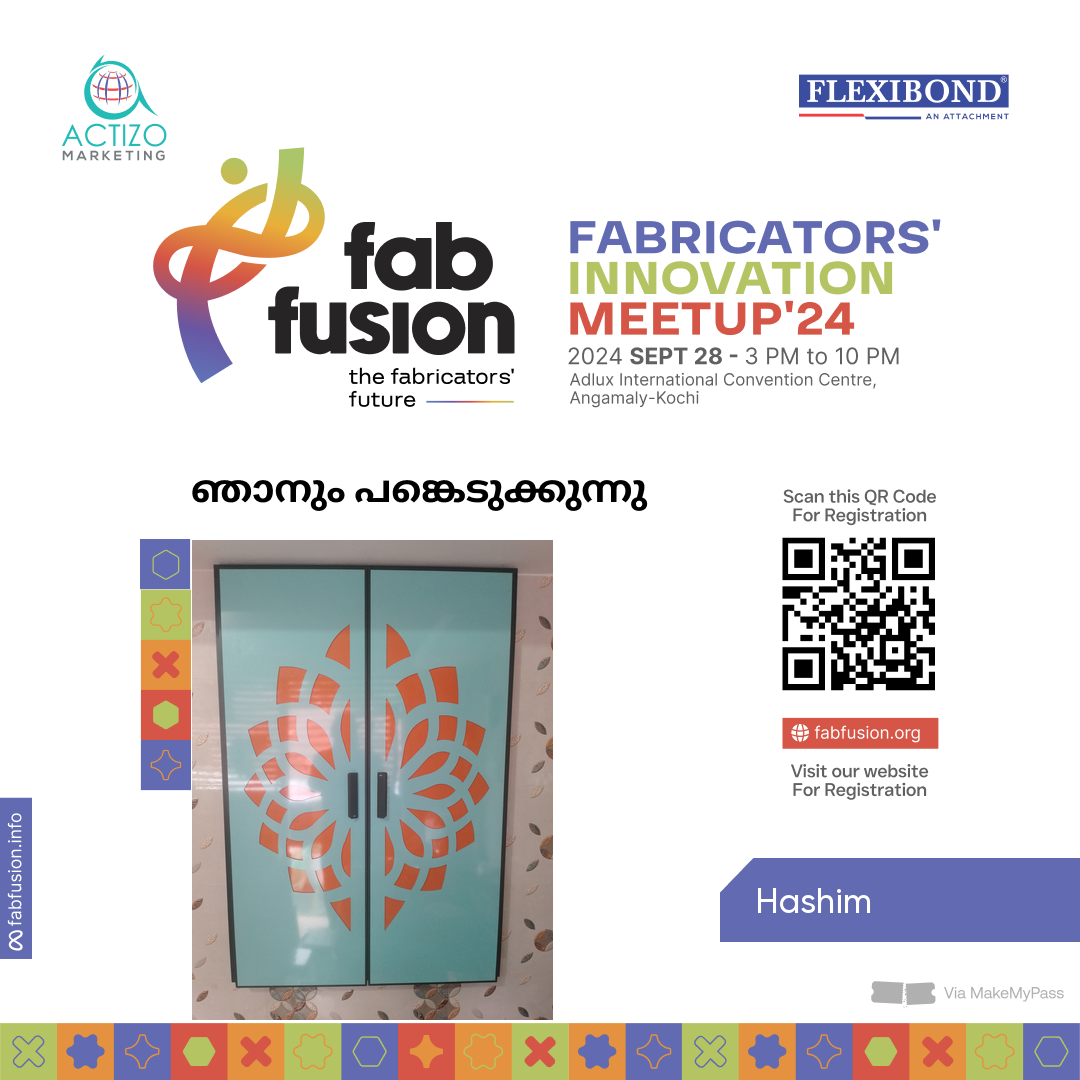 ACTIZO
MARKETING
FLEXIBOND®
AN ATTACHMENT
fab
fusion
the fabricators'
future
FABRICATORS'
INNOVATION
MEETUP'24
2024 SEPT 28 - 3 PM to 10 PM
Adlux International Convention Centre,
Angamaly-Kochi
ഞാനും പങ്കെടുക്കുന്നു
Scan this QR Code
For Registration
fabfusion.org
Visit our website
For Registration
fabfusion.info
Hashim
Via MakeMyPass